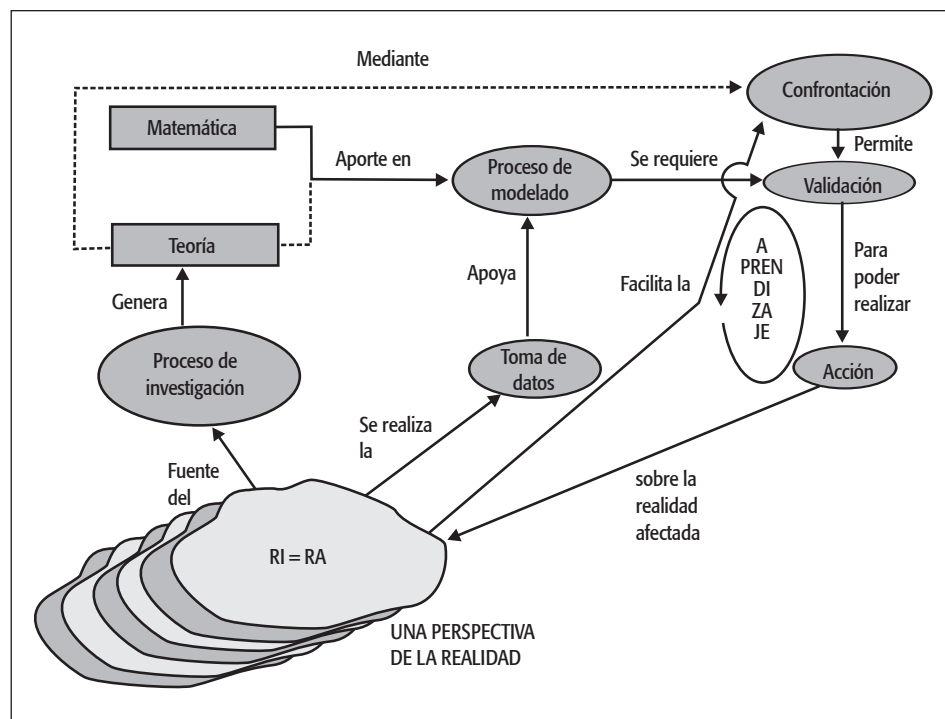 Mediante
Confrontación
Matemática
Permite
Aporte en
Proceso de
modelado
Se requiere
Validación
Teoría
A
PREN
DI
ZA
JE
Para
poder
realizar
Genera
Apoya
Facilita la
Proceso de
investigación
Toma de
datos
Acción
Se realiza
la
Fuente
del
sobre la
realidad
afectada
RI = RA
UNA PERSPECTIVA
DE LA REALIDAD